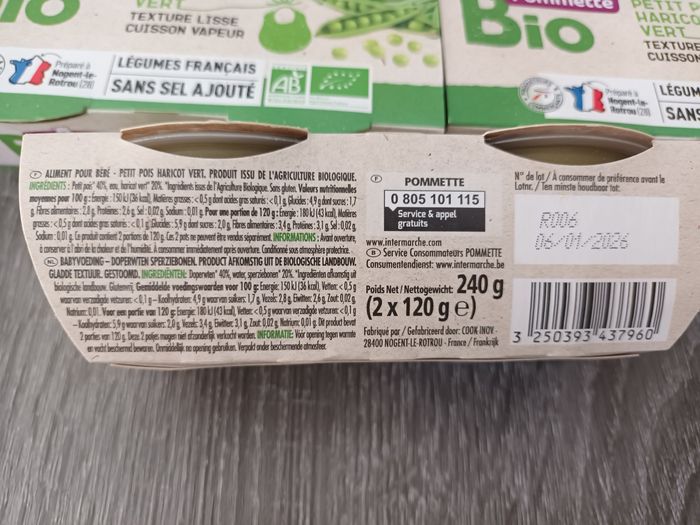 IO
VERT
TEXTURE LISSE
CUISSON VAPEUR
Préparé à
Nogent-le-
Rotrou (28)
LÉGUMES FRANÇAIS
SANS SEL AJOUTÉ
AB
Pommette
Bio
PETIT
HARICO
VERT
TEXTURE
CUISSON
Préparé à
Nogent-le-
Rotrou (28)
LÉGUM
SANS
F ALIMENT POUR BÉBÉ - PETIT POIS HARICOT VERT. PRODUIT ISSU DE L'AGRICULTURE BIOLOGIQUE.
INGRÉDIENTS : Petit pois* 40%, eau, haricot vert* 20%. *Ingrédients issus de l'Agriculture Biologique. Sans gluten. Valeurs nutritionnelles
moyennes pour 100 g : Énergie : 150 kJ (36 kcal), Matières grasses : < 0,5 g dont acides gras saturés : < 0,1 g, Glucides : 4,9 g dont sucres : 1,7
g, Fibres alimentaires : 2,8 g, Protéines : 2,6 g, Sel : 0,02 g, Sodium : 0,01 g. Pour une portion de 120 g : Énergie : 180 kJ (43 kcal), Matières
grasses : < 0,5 g dont acides gras saturés : < 0,1 g, Glucides : 5,9 g dont sucres : 2,0 g, Fibres alimentaires : 3,4 g, Protéines : 3,1 g, Sel : 0,02 g,
Sodium : 0,01 g. Ce produit contient 2 portions de 120 g. Ces 2 pots ne peuvent être vendus séparément. INFORMATIONS : Avant ouverture,
à conserver à l'abri de la chaleur et de l'humidité. À consommer immédiatement après ouverture. Conditionné sous atmosphère protectrice.
NL BABYVOEDING – DOPERWTEN SPERZIEBONEN. PRODUCT AFKOMSTIG UIT DE BIOLOGISCHE LANDBOUW.
GLADDE TEXTUUR. GESTOOMD. INGREDIËNTEN: Doperwten* 40%, water, sperziebonen* 20%. *Ingrediënten afkomstig uit
biologische landbouw. Glutenvrij. Gemiddelde voedingswaarden voor 100 g: Energie: 150 kJ (36 kcal), Vetten: < 0,5 g
waarvan verzadigde vetzuren: < 0,1 g – Koolhydraten: 4,9 g waarvan suikers: 1,7 g, Vezels: 2,8 g, Eiwitten: 2,6 g, Zout: 0,02 g,
Natrium: 0,01. Voor een portie van 120 g: Energie: 180 kJ (43 kcal), Vetten: < 0,5 g waarvan verzadigde vetzuren: < 0,1 g
– Koolhydraten: 5,9 g waarvan suikers: 2,0 g, Vezels: 3,4 g, Eiwitten: 3,1 g, Zout: 0,02 g, Natrium: 0,01 g. Dit product bevat
2 porties van 120 g. Deze 2 potjes mogen niet afzonderlijk verkocht worden. INFORMATIE: Vóór opening tegen warmte
en vocht beschermd bewaren. Onmiddellijk na opening gebruiken. Verpakt onder beschermende atmosfeer.
F POMMETTE
0 805 101 115
Service & appel
gratuits
www.intermarche.com
B Service Consommateurs POMMETTE
Consumentendienst: www.intermarche.be
Poids Net / Nettogewicht: 240 g
(2 x 120 g e)
Fabriqué par / Gefabriceerd door: COOK INOV -
28400 NOGENT-LE-ROTROU - France / Frankrijk
N° de lot / À consommer de préférence avant le
Lotnr. / Ten minste houdbaar tot:
R006
06/01/2026
3 250393 437960